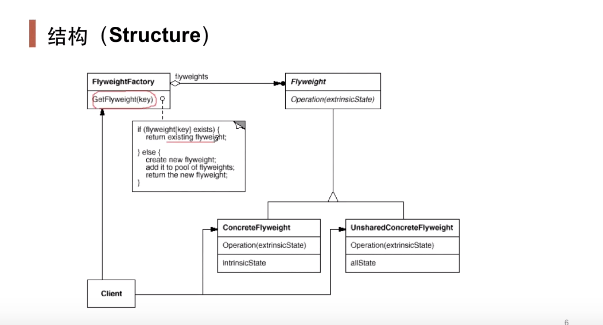 结构（Structure）
flyweights
FlyweightFactory
GetFlyweight(key)
Flyweight
Operation(extrinsicState)
if (flyweight[key] exists) {
return existing flyweight;
} else {
create new flyweight;
add it to pool of flyweights;
return the new flyweight;
}
ConcreteFlyweight
Operation(extrinsicState)
intrinsicState
UnsharedConcreteFlyweight
Operation(extrinsicState)
allState
Client
6